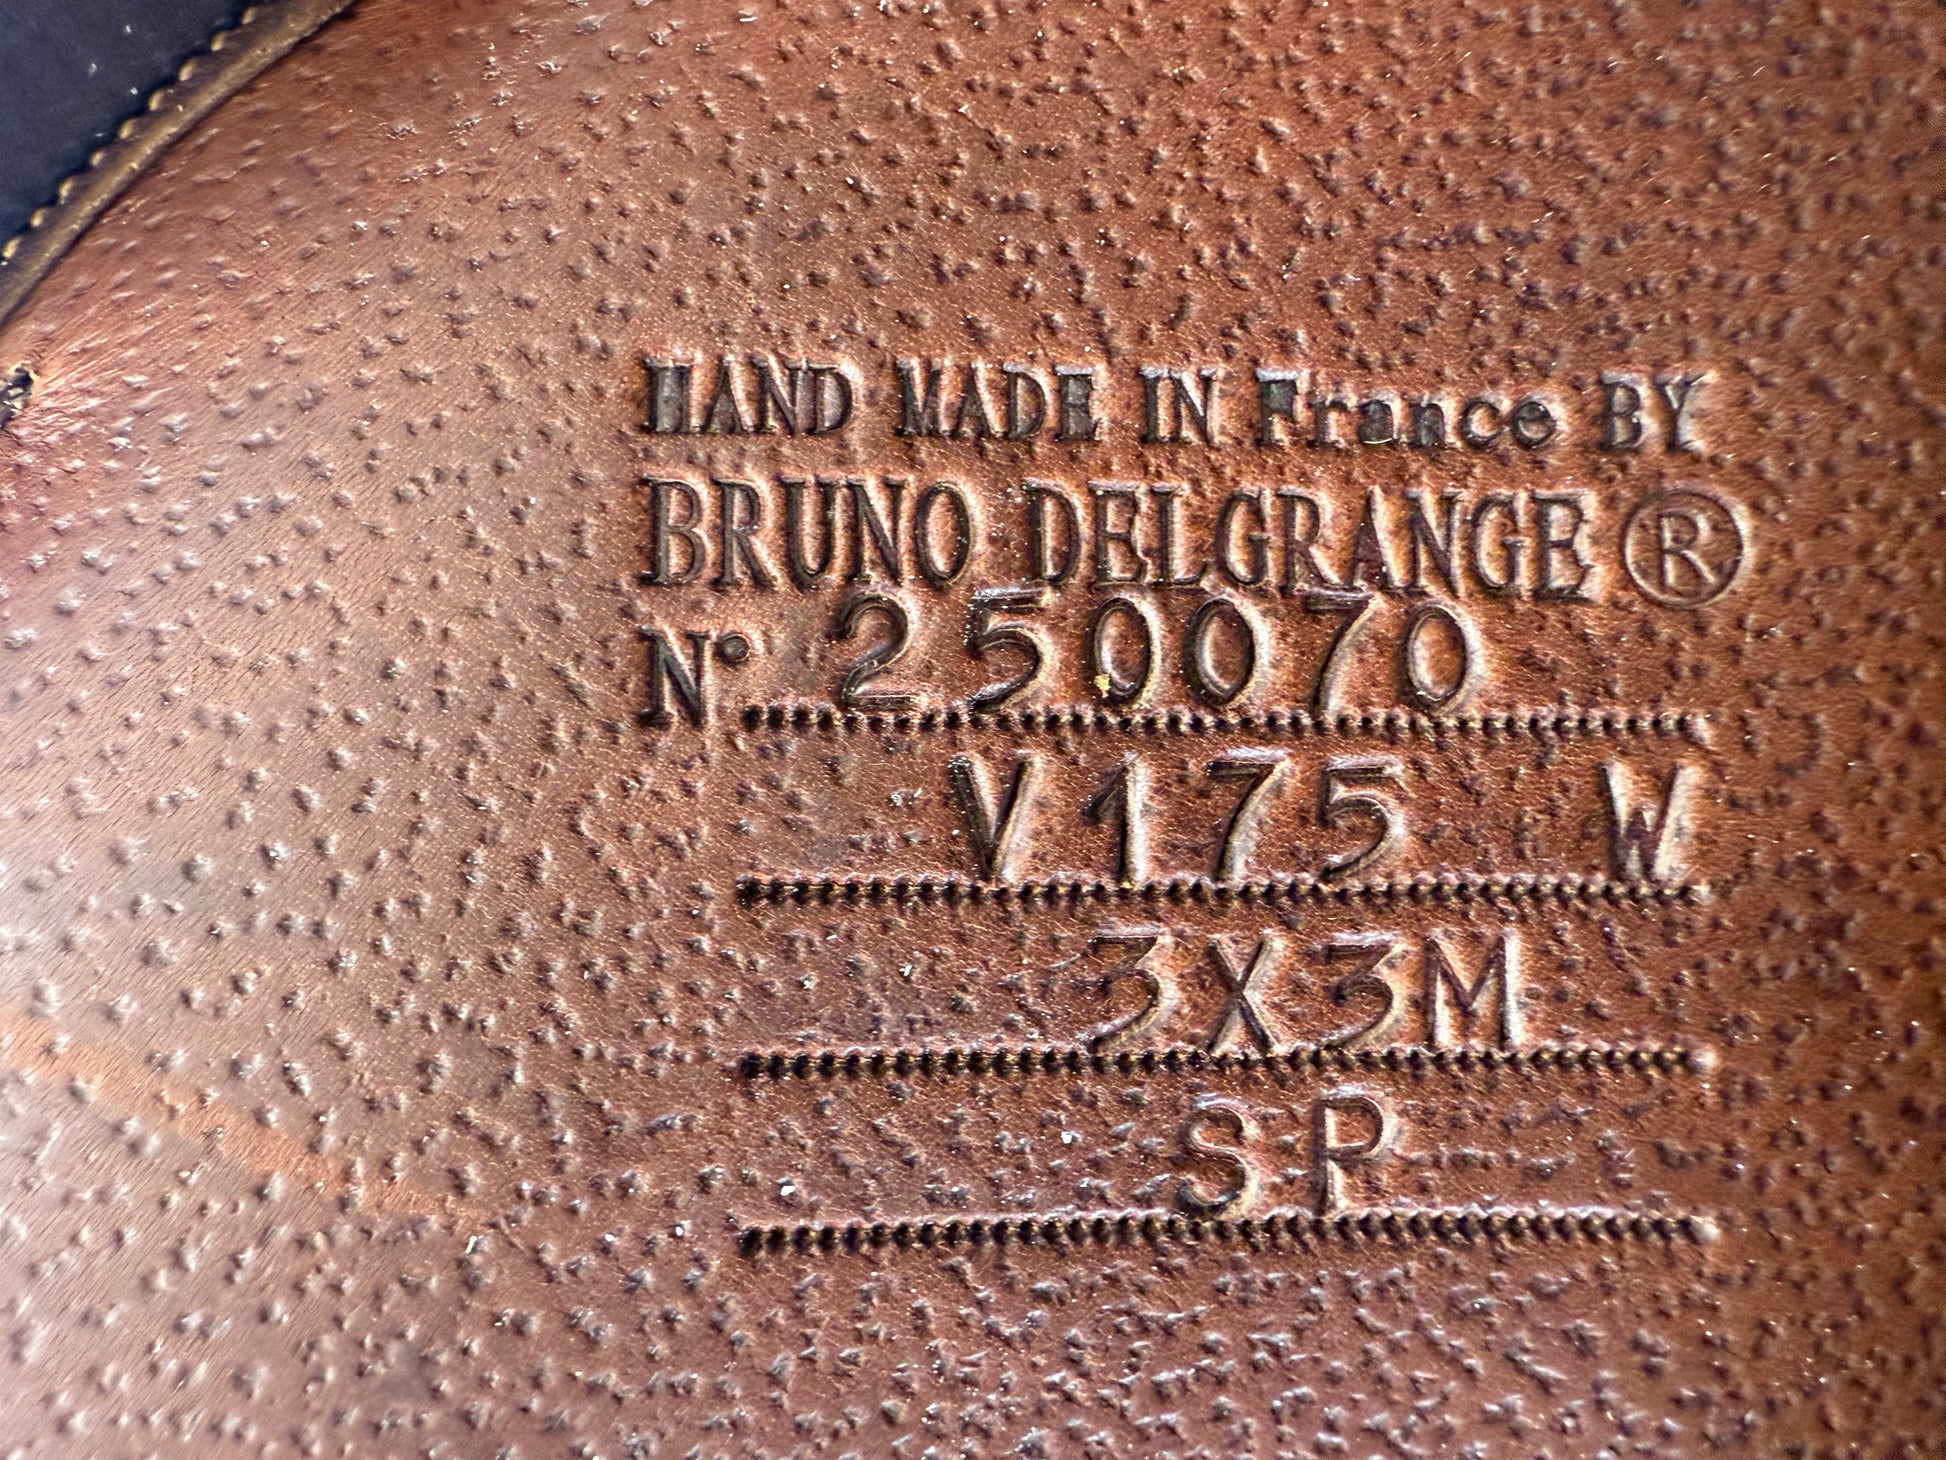 HAND MADE IN France BY
BRUNO DELGRANGE ®
N° 250070
V175 W
3X3M
SP